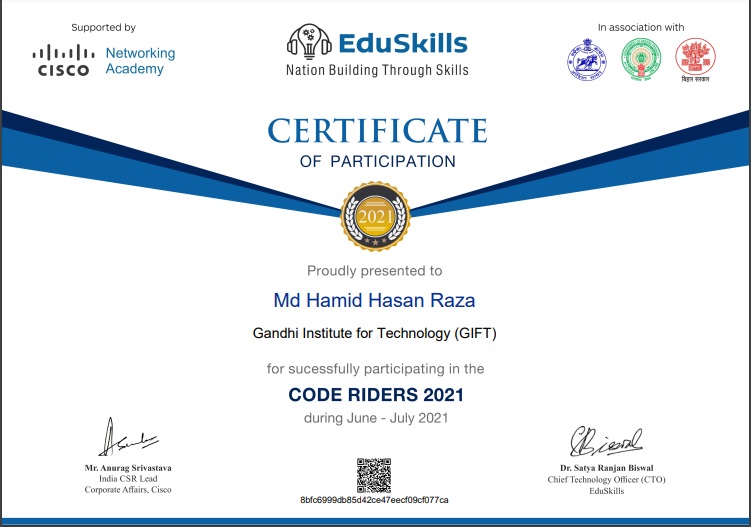 Supported by
CISCO
Networking
Academy
EduSkills
Nation Building Through Skills
In association with
बिहार सरकार
CERTIFICATE
OF PARTICIPATION
2021
Proudly presented to
Md Hamid Hasan Raza
Gandhi Institute for Technology (GIFT)
for sucessfully participating in the
CODE RIDERS 2021
during June - July 2021
Mr. Anurag Srivastava
India CSR Lead
Corporate Affairs, Cisco
8bfc6999db85d42ce47eecf09cf077ca
Dr. Satya Ranjan Biswal
Chief Technology Officer (CTO)
EduSkills